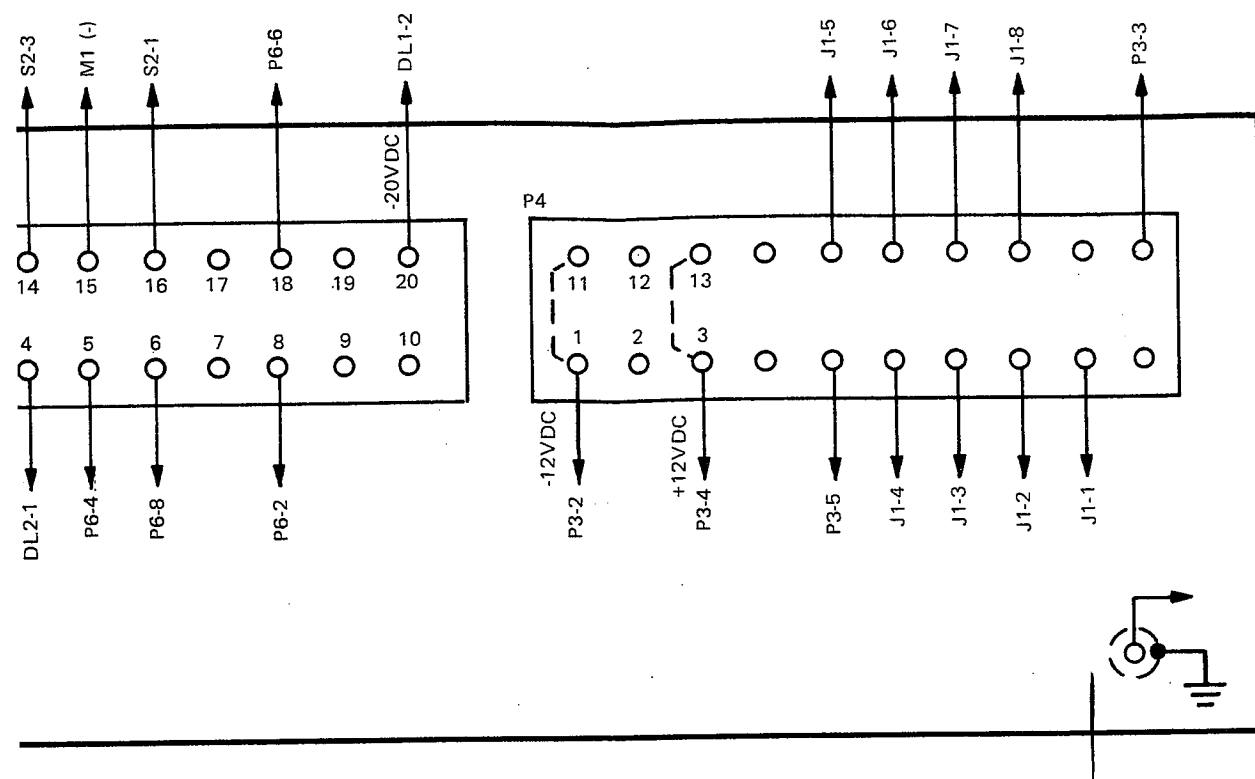 S2-3
M1 (-)
S2-1
P6-6
DL1-2
J1-5
J1-6
J1-7
J1-8
P3-3
-20VDC
P4
14 15 16 17 18 19 20
11 12 13
4 5 6 7 8 9 10
1 2 3
-12VDC
+12VDC
DL2-1
P6-4
P6-8
P6-2
P3-2
P3-4
P3-5
J1-4
J1-3
J1-2
J1-1